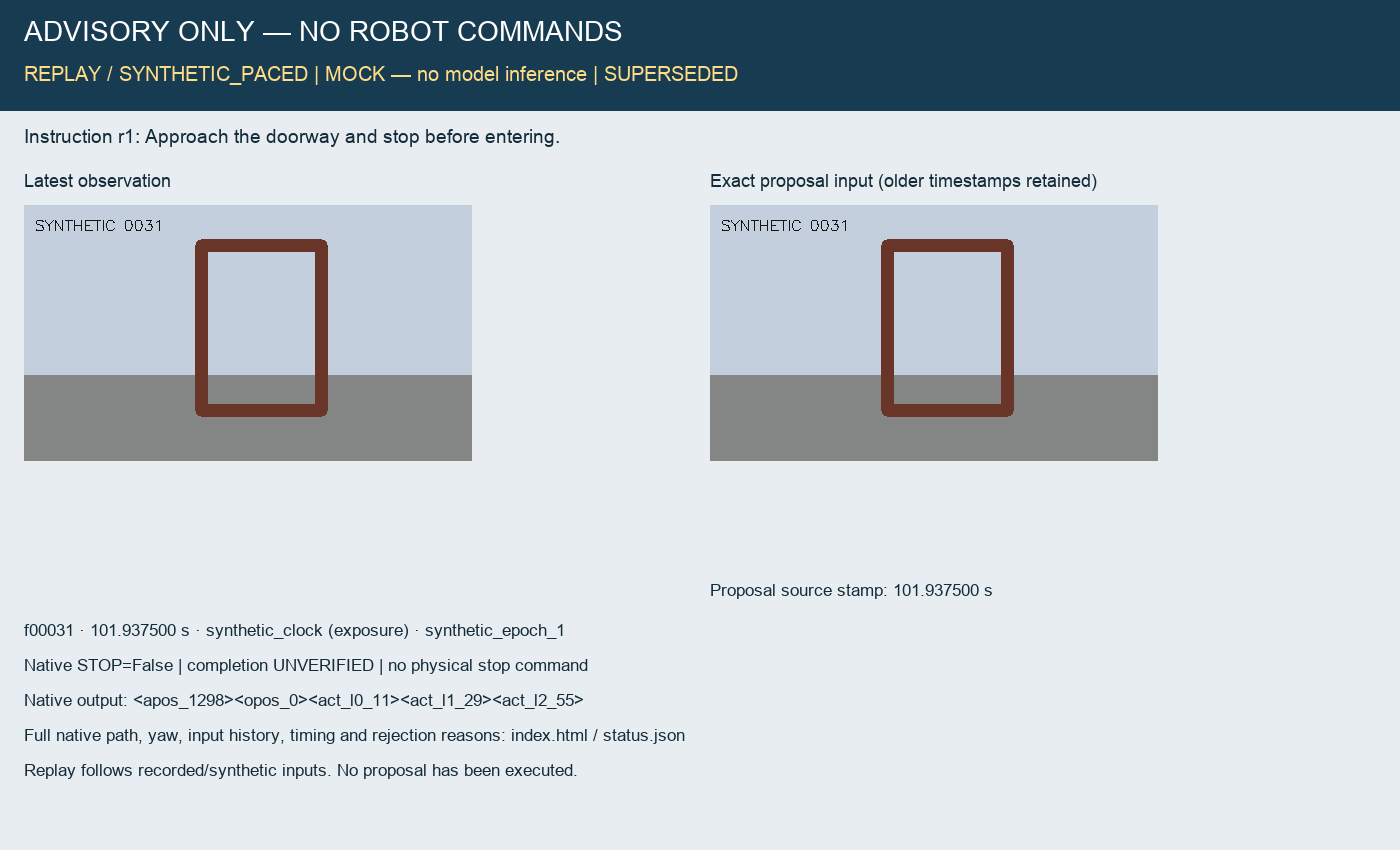 ADVISORY ONLY — NO ROBOT COMMANDS
REPLAY / SYNTHETIC_PACED | MOCK — no model inference | SUPERSEDED
Instruction r1: Approach the doorway and stop before entering.
Latest observation
Exact proposal input (older timestamps retained)
SYNTHETIC 0031
SYNTHETIC 0031
Proposal source stamp: 101.937500 s
f00031 · 101.937500 s · synthetic_clock (exposure) · synthetic_epoch_1
Native STOP=False | completion UNVERIFIED | no physical stop command
Native output: <apos_1298><opos_0><act_l0_11><act_l1_29><act_l2_55>
Full native path, yaw, input history, timing and rejection reasons: index.html / status.json
Replay follows recorded/synthetic inputs. No proposal has been executed.